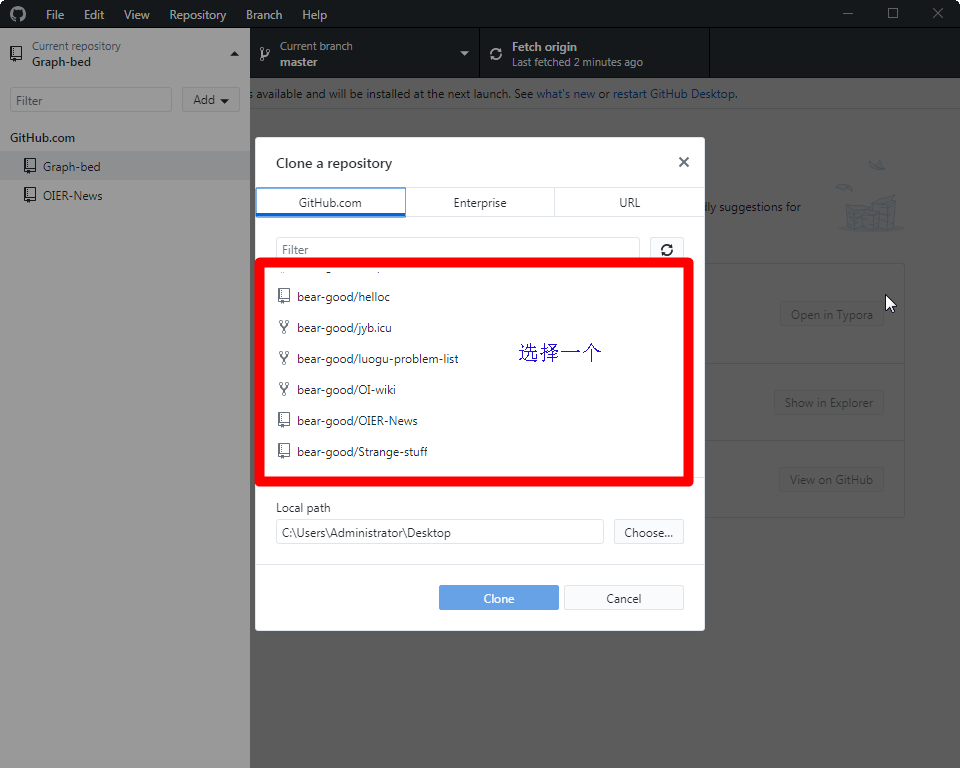 File Edit View Repository Branch Help
Current repository
Graph-bed
Current branch
master
Fetch origin
Last fetched 2 minutes ago
Filter
Add
s available and will be installed at the next launch. See what's new or restart GitHub Desktop.
GitHub.com
Graph-bed
OIER-News
Clone a repository
GitHub.com Enterprise URL
lly suggestions for
Filter
bear-good/helloc
bear-good/jyb.icu
bear-good/luogu-problem-list
bear-good/OI-wiki
bear-good/OIER-News
bear-good/Strange-stuff
选择一个
Open in Typora
Show in Explorer
View on GitHub
Local path
C:\Users\Administrator\Desktop
Choose...
Clone
Cancel